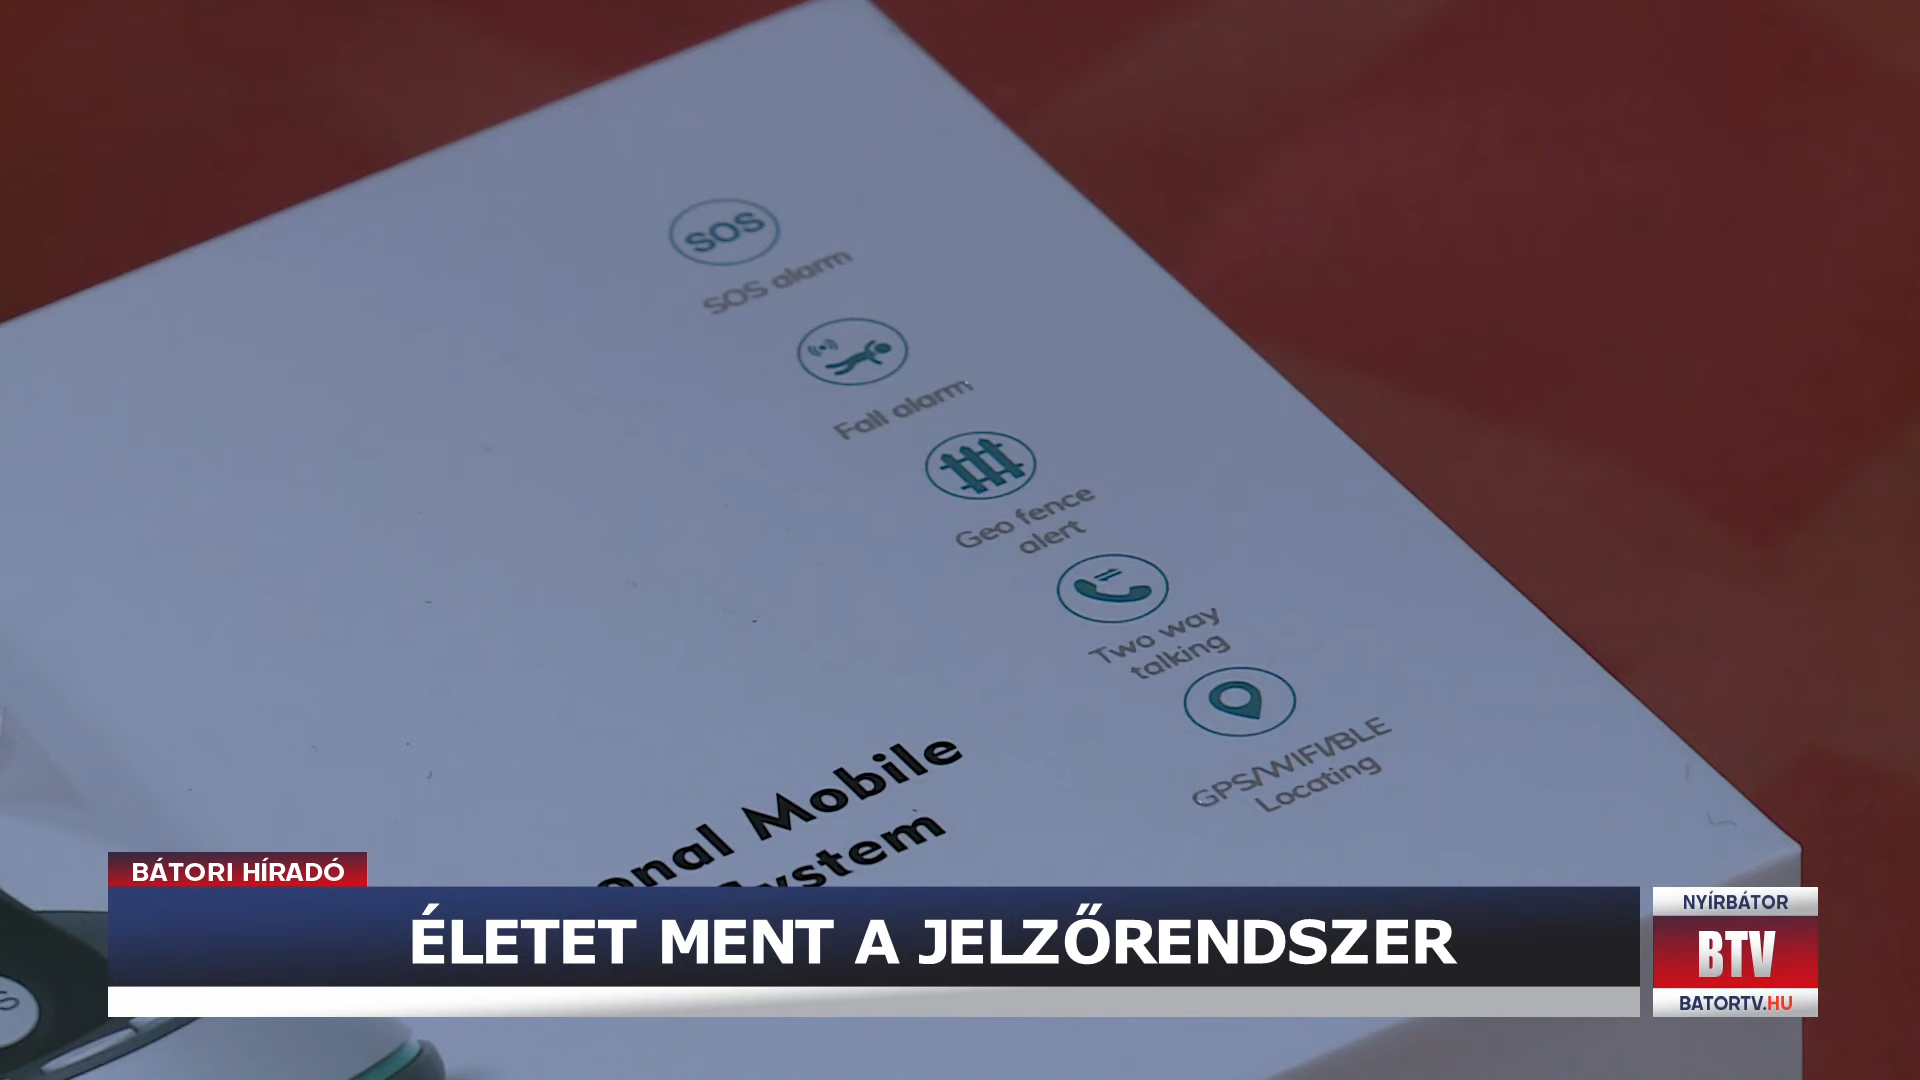 SOS
SOS alarm
Fall alarm
Geo fence
alert
Two way
talking
GPS/WIFI/BLE
Locating
Mobile
BÁTORI HÍRADÓ
ÉLETET MENT A JELZŐRENDSZER
NYÍRBÁTOR
BTV
BATORTV.HU